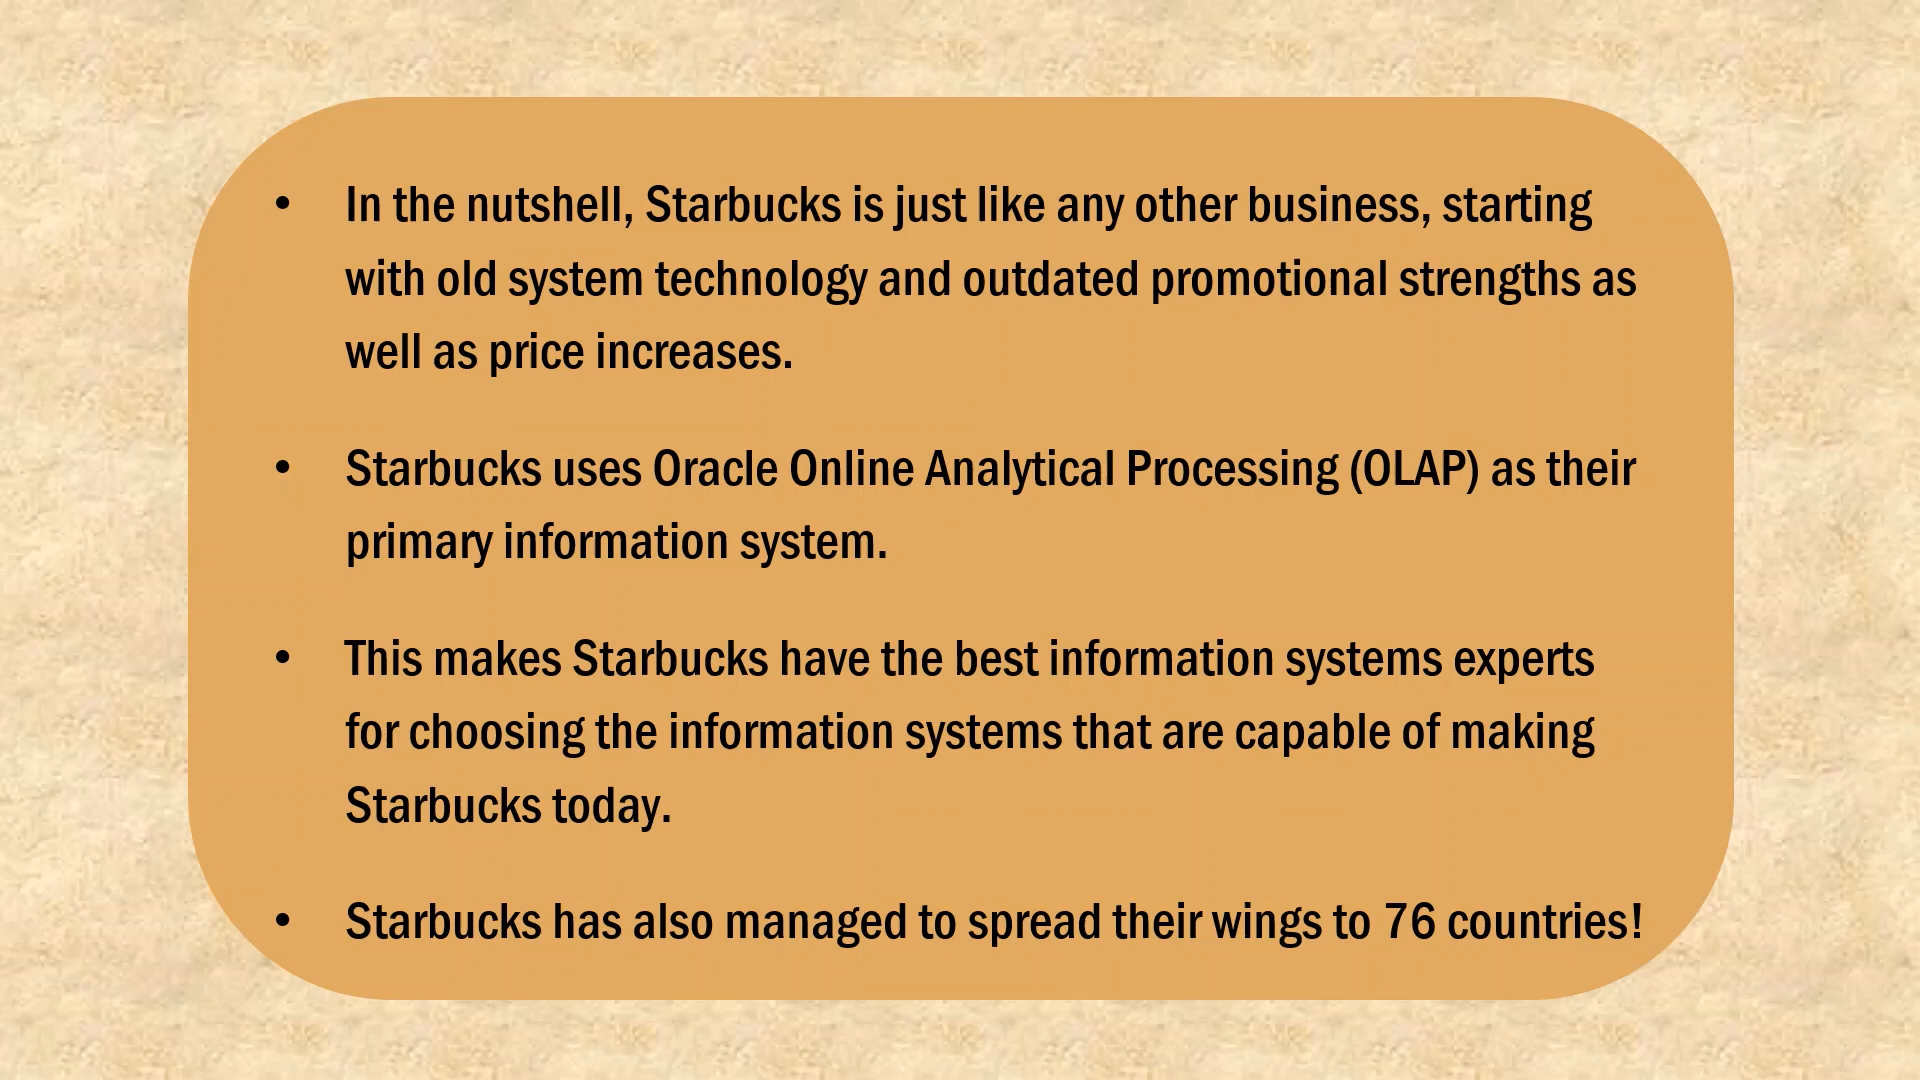 • In the nutshell, Starbucks is just like any other business, starting
with old system technology and outdated promotional strengths as
well as price increases.
• Starbucks uses Oracle Online Analytical Processing (OLAP) as their
primary information system.
• This makes Starbucks have the best information systems experts
for choosing the information systems that are capable of making
Starbucks today.
• Starbucks has also managed to spread their wings to 76 countries!